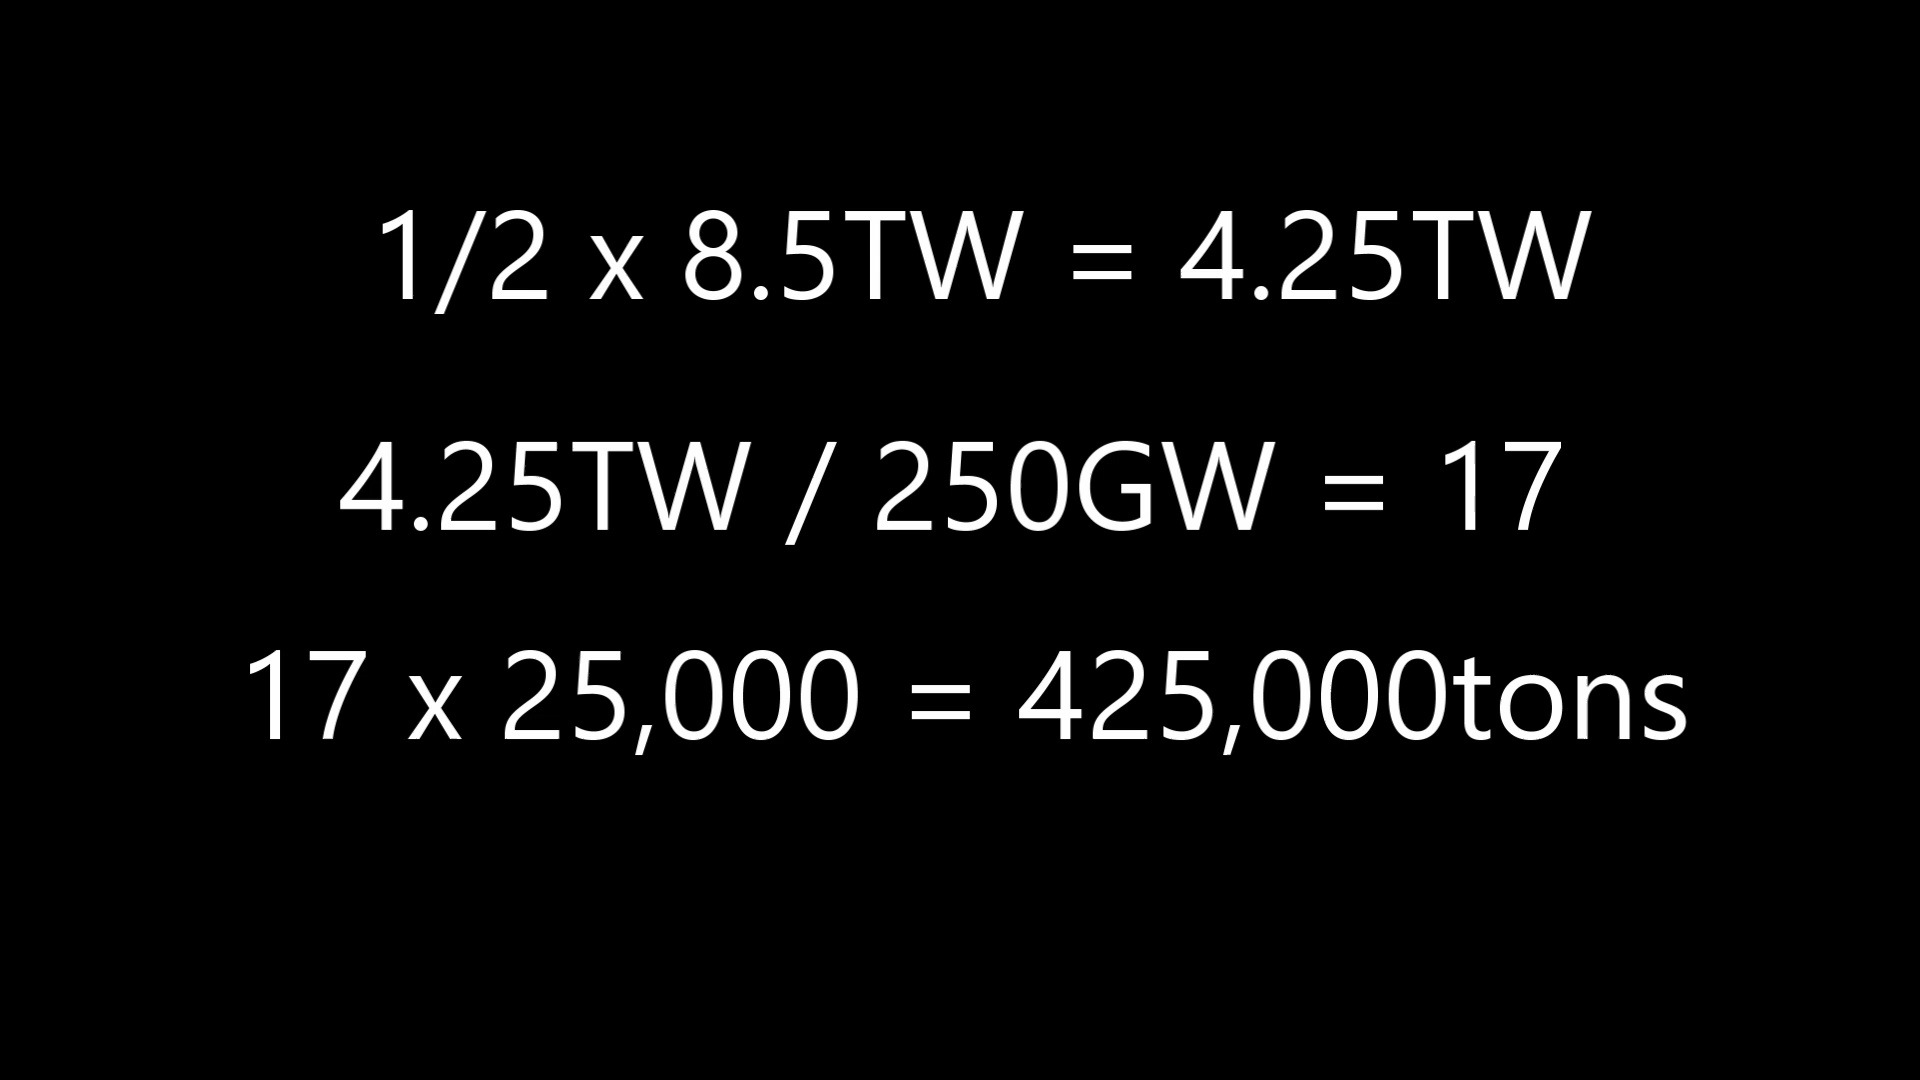 1/2 x 8.5TW = 4.25TW
4.25TW / 250GW = 17
17 x 25,000 = 425,000tons